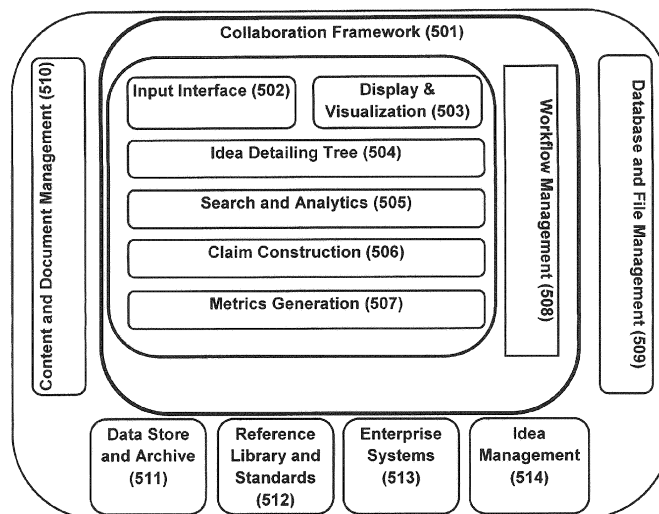 Collaboration Framework (501)
Content and Document Management (510)
Input Interface (502)
Display &
Visualization (503)
Idea Detailing Tree (504)
Search and Analytics (505)
Claim Construction (506)
Metrics Generation (507)
Workflow Management (508)
Database and File Management (509)
Data Store
and Archive
(511)
Reference
Library and
Standards
(512)
Enterprise
Systems
(513)
Idea
Management
(514)